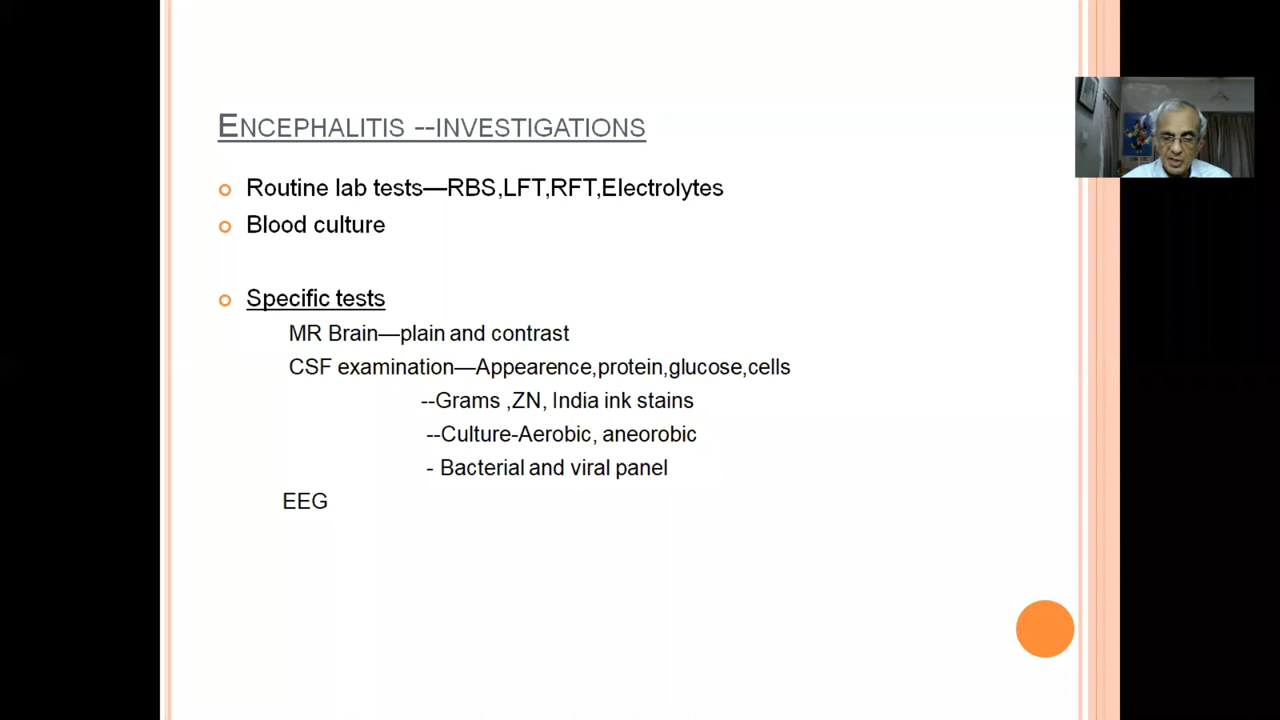 ENCEPHALITIS --INVESTIGATIONS
Routine lab tests—RBS,LFT,RFT,Electrolytes
Blood culture
Specific tests
MR Brain—plain and contrast
CSF examination—Appearence,protein,glucose,cells
--Grams ,ZN, India ink stains
--Culture-Aerobic, aneorobic
- Bacterial and viral panel
EEG